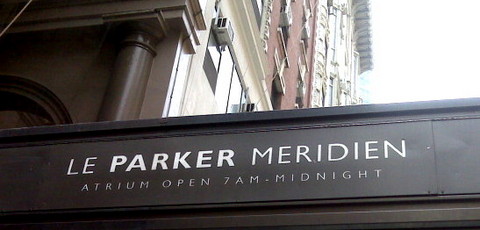 LE PARKER MERIDIEN
ATRIUM OPEN 7AM-MIDNIGHT